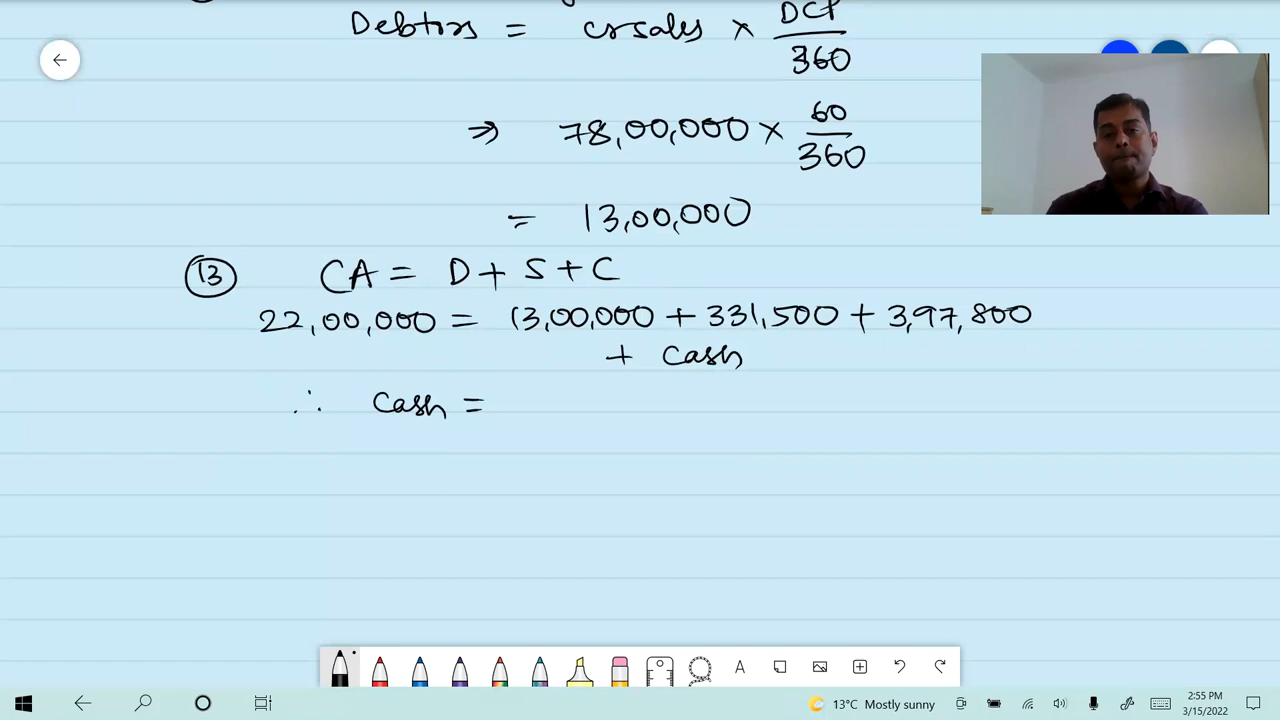 Debtors = crsales × DCP/360
⇒ 78,00,000 × 60/360
= 13,00,000
(13) CA = D + S + C
22,00,000 = 13,00,000 + 331,500 + 3,97,800
+ Cash
∴ Cash =
A
13°C Mostly sunny
2:55 PM
3/15/2022